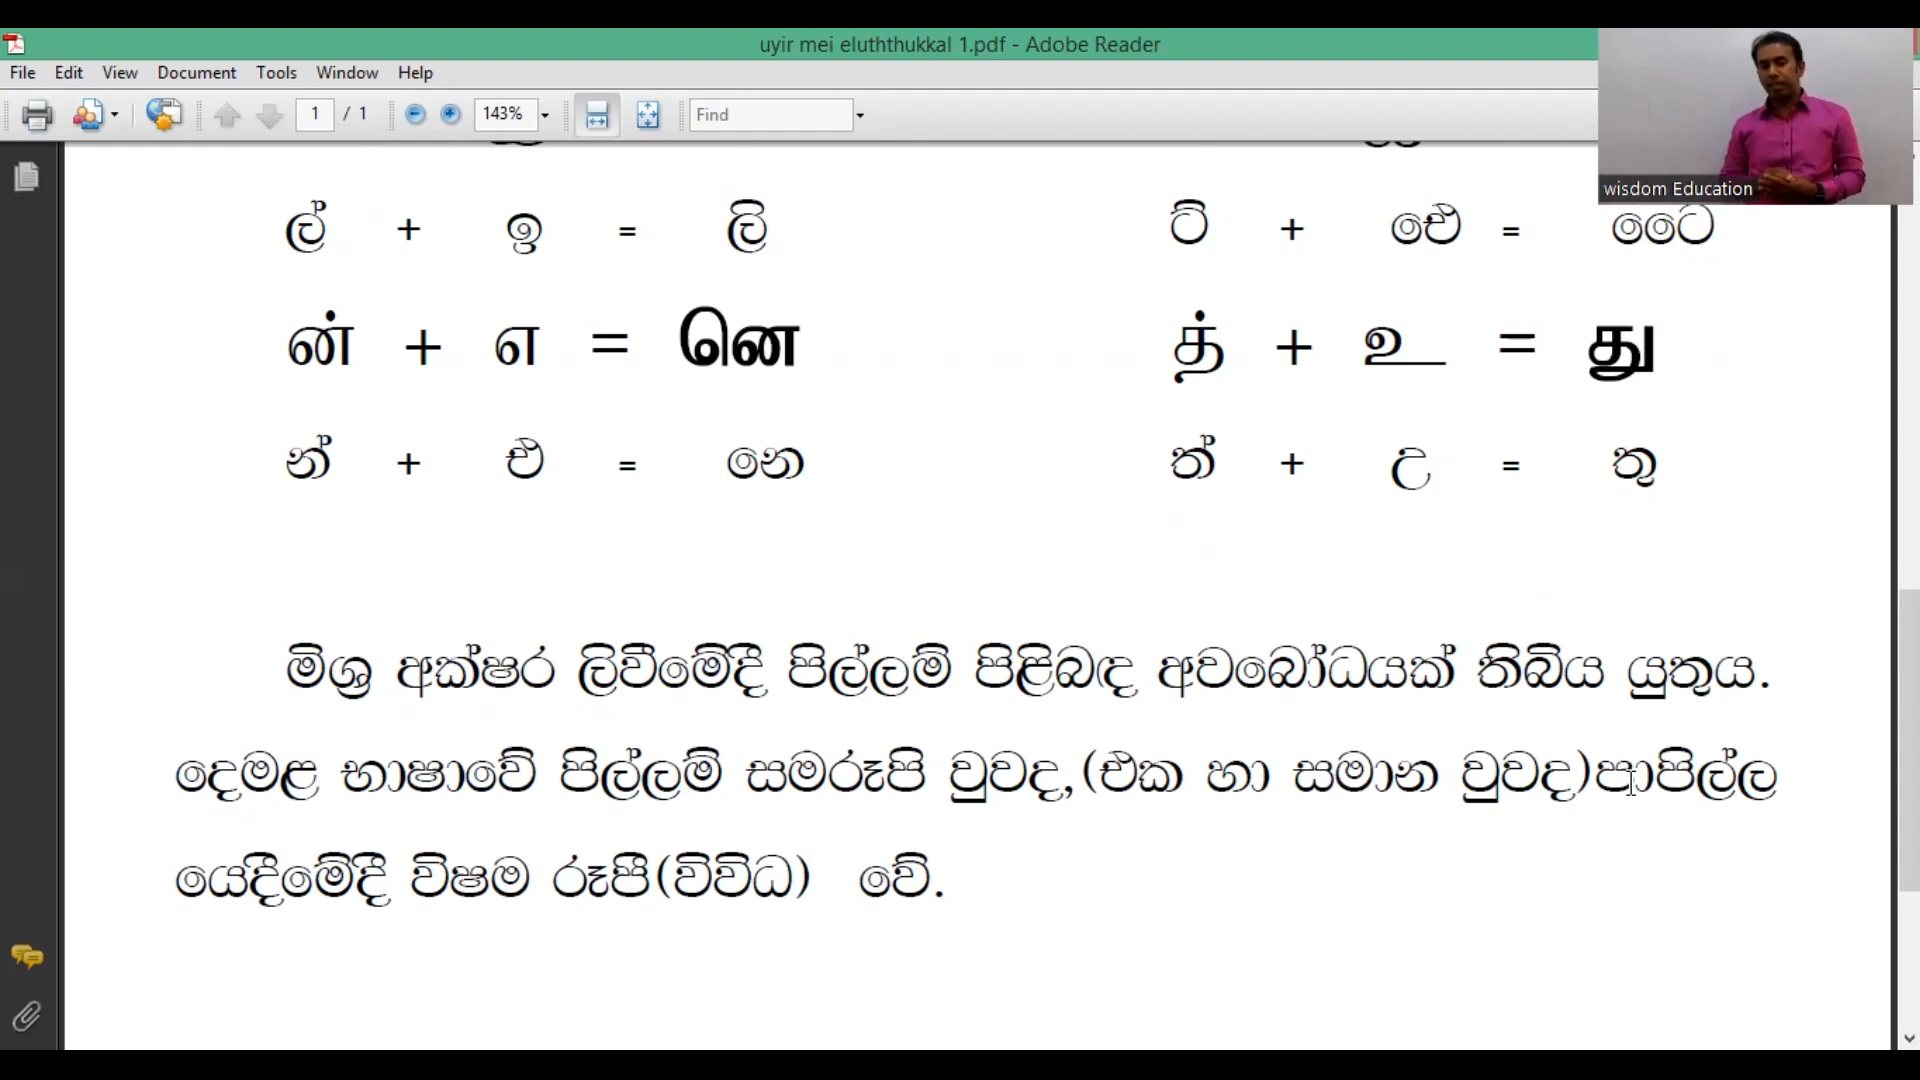 uyir mei eluththukkal 1.pdf - Adobe Reader
File Edit View Document Tools Window Help
1 / 1 143% Find
wisdom Education
ල් + ඉ = ලි ට් + ඓ = ටෛ
ன் + எ = னெ த் + உ = து
න් + එ = නෙ ත් + උ = තු
මිශ්‍ර අක්ෂර ලිවීමේදී පිල්ලම් පිළිබඳ අවබෝධයක් තිබිය යුතුය.
දෙමළ භාෂාවේ පිල්ලම් සමරූපි වුවද,(එක හා සමාන වුවද)පාපිල්ල
යෙදීමේදී විෂම රූපී(විවිධ) වේ.